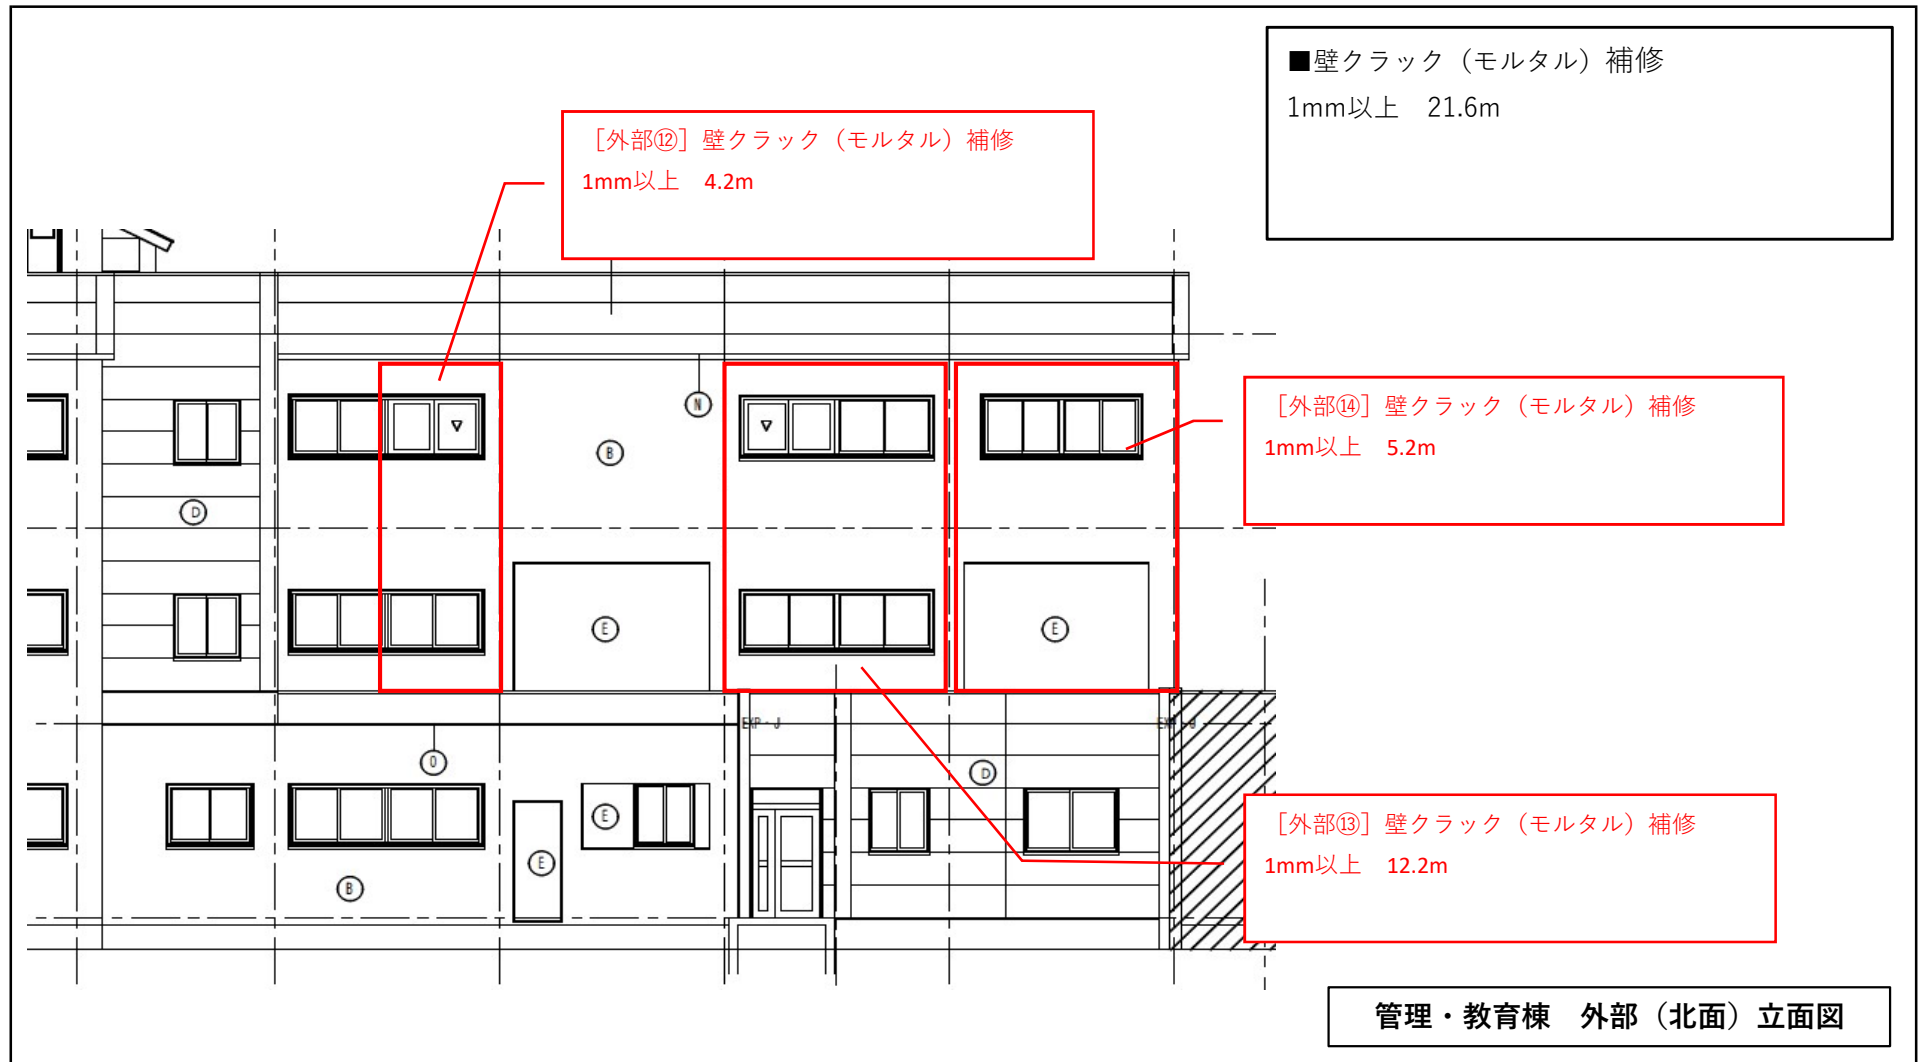 ■壁クラック（モルタル）補修
1mm以上　21.6m
［外部⑫］壁クラック（モルタル）補修
1mm以上　4.2m
［外部⑭］壁クラック（モルタル）補修
1mm以上　5.2m
N
B
D
E
E
EXP・J
EXP・J
O
D
E
E
B
［外部⑬］壁クラック（モルタル）補修
1mm以上　12.2m
管理・教育棟　外部（北面）立面図